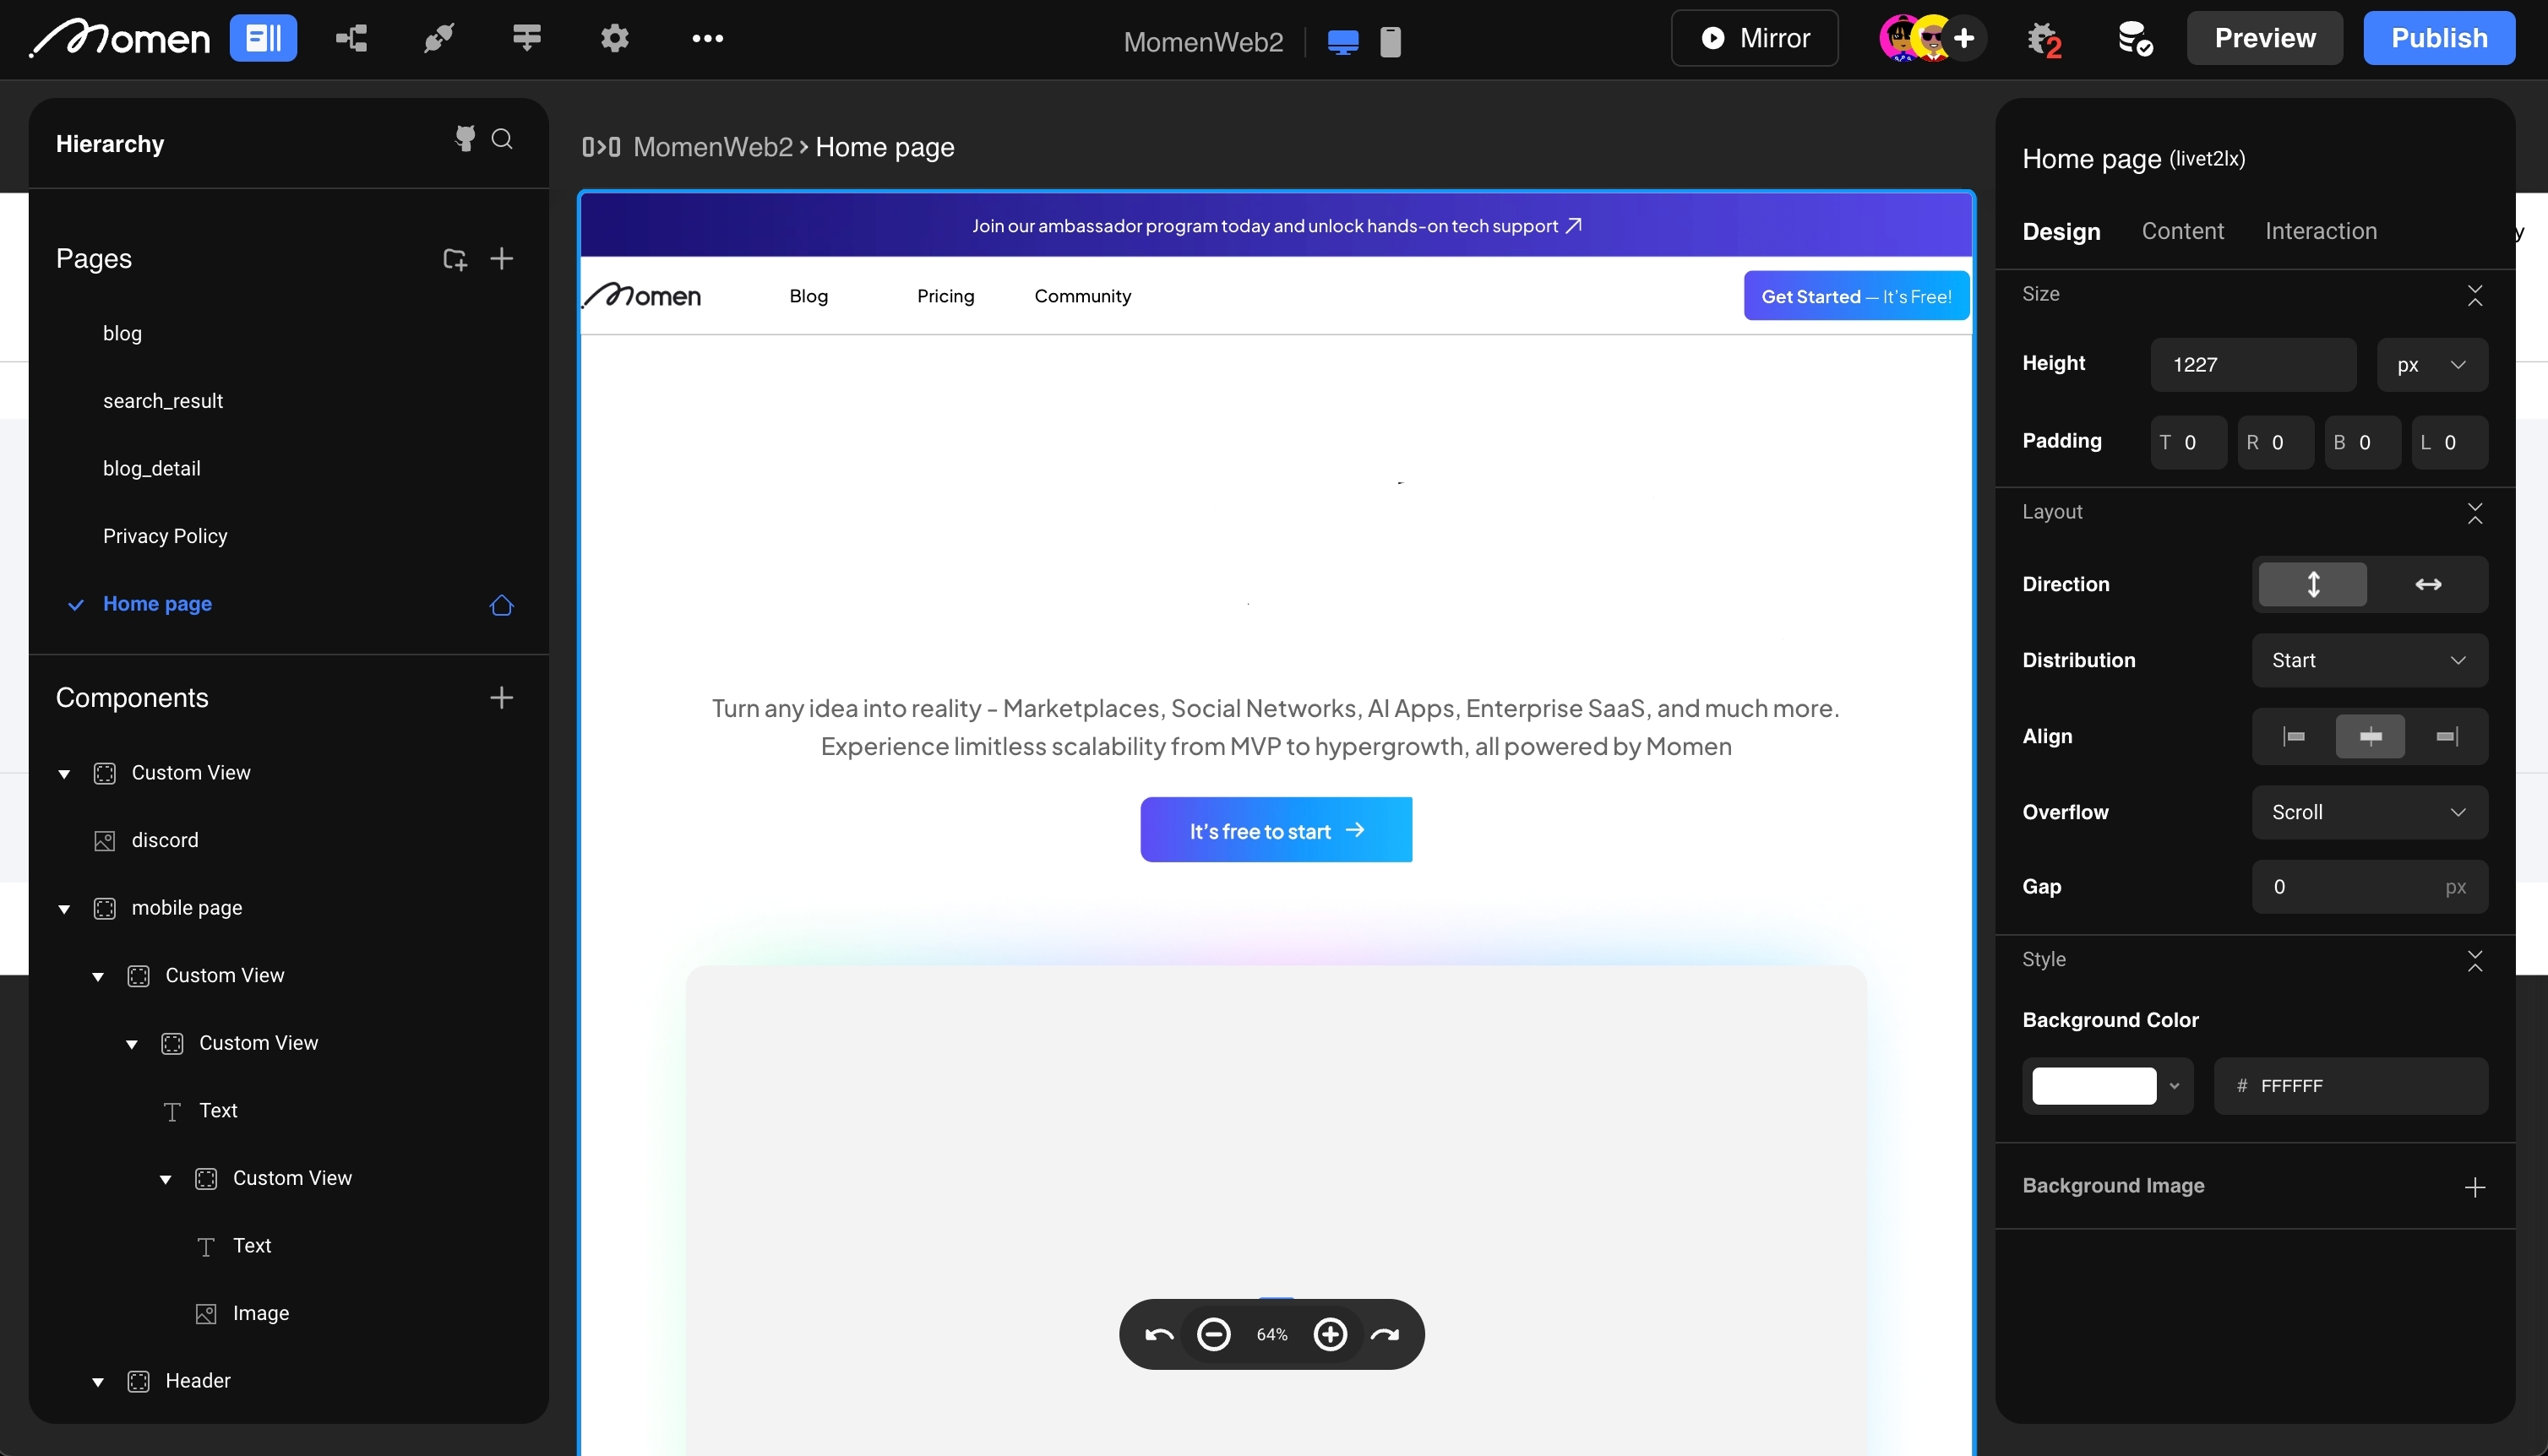 Momen
MomenWeb2
Mirror
2
Preview
Publish
Hierarchy
Pages
blog
search_result
blog_detail
Privacy Policy
Home page
Components
Custom View
discord
mobile page
Custom View
Custom View
Text
Custom View
Text
Image
Header
MomenWeb2 › Home page
Join our ambassador program today and unlock hands-on tech support
Momen
Blog
Pricing
Community
Get Started — It's Free!
Turn any idea into reality - Marketplaces, Social Networks, AI Apps, Enterprise SaaS, and much more.
Experience limitless scalability from MVP to hypergrowth, all powered by Momen
It's free to start
64%
Home page (livet2lx)
Design
Content
Interaction
y
Size
Height
1227
px
Padding
T 0
R 0
B 0
L 0
Layout
Direction
Distribution
Start
Align
Overflow
Scroll
Gap
0
px
Style
Background Color
# FFFFFF
Background Image